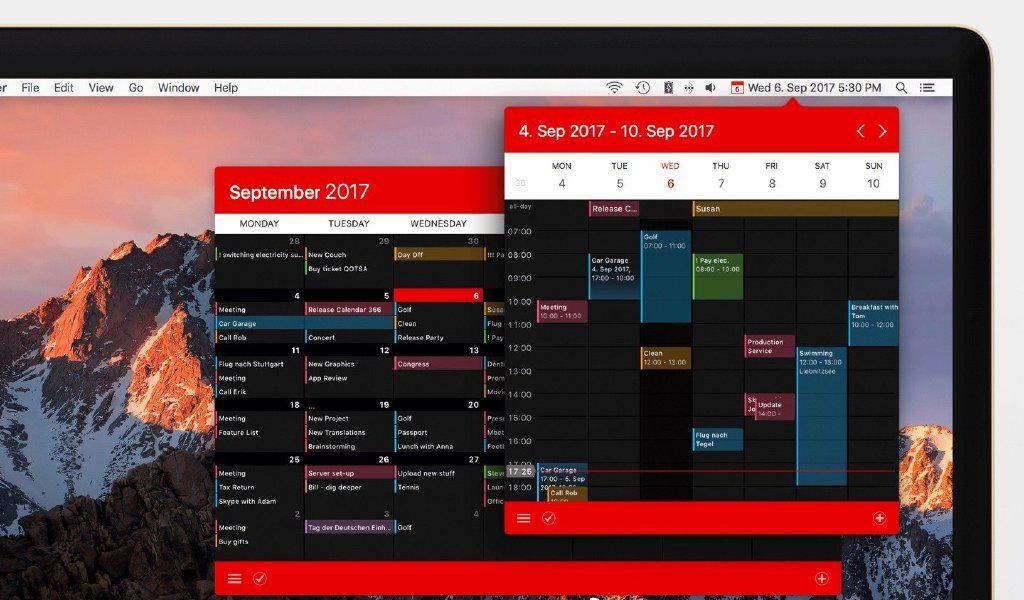 er File Edit View Go Window Help
Wed 6. Sep 2017 5:30 PM
4. Sep 2017 - 10. Sep 2017
MON TUE WED THU FRI SAT SUN
36 4 5 6 7 8 9 10
all-day
Release C...
Susan
07:00
08:00
09:00
10:00
11:00
12:00
13:00
14:00
15:00
16:00
17:25
18:00
Meeting
10:00 - 11:00
Car Garage
17:00 - 5. Sep
Call Rob
Car Garage
4. Sep 2017,
17:00 - 10:00
Golf
07:00 - 11:00
Clean
12:00 - 13:00
! Pay elec.
08:00 - 10:00
Flug nach
Tegel
Production
Service
Update
14:00 -
Swimming
12:00 - 18:00
Liebnitzsee
Breakfast with
Tom
10:00 - 12:00
September 2017
MONDAY TUESDAY WEDNESDAY
28 29 30
! switching electricity su... New Couch Day Off
Buy ticket QOTSA
4 5 6
Meeting Release Calendar 366 Golf
Car Garage Clean
Call Rob Concert Release Party
11 12 13
Flug nach Stuttgart New Graphics Congress
Meeting App Review
Call Erik
18 ... 19 20
Meeting New Project Golf
Feature List New Translations Passport
Brainstorming Lunch with Anna
25 26 27
Meeting Server set-up Upload new stuff
Tax Return Bill - dig deeper Tennis
Skype with Adam
2 3 4
Meeting Tag der Deutschen Einh... Golf
Buy gifts